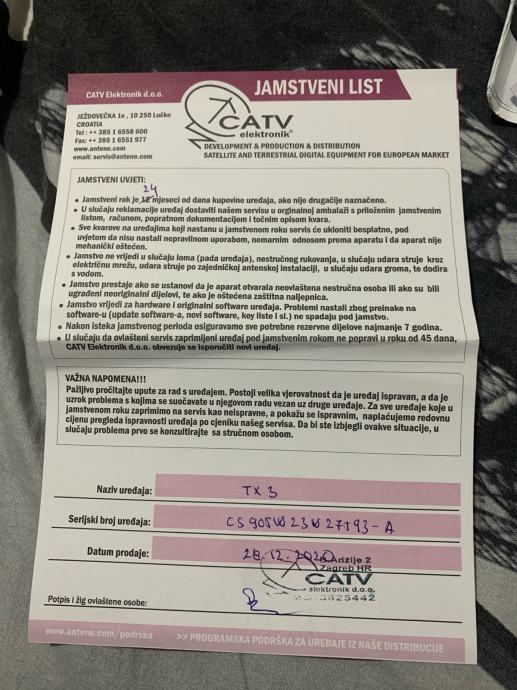 CATV Elektronik d.o.o.
JAMSTVENI LIST
JEŽDOVEČKA 1e, 10 250 Lučko
CROATIA
Tel: ++ 385 1 6558 600
Fax: ++ 385 1 6551 977
www.antene.com
email: servis@antene.com
CATV
elektronik
DEVELOPMENT & PRODUCTION & DISTRIBUTION
SATELLITE AND TERRESTRIAL DIGITAL EQUIPMENT FOR EUROPEAN MARKET
JAMSTVENI UVJETI:
24
• Jamstveni rok je 12 mjeseci od dana kupovine uređaja, ako nije drugačije naznačeno.
• U slučaju reklamacije uređaj dostaviti našem servisu u orginalnoj ambalaži s priloženim jamstvenim
listom, računom, popratnom dokumentacijom i točnim opisom kvara.
• Sve kvarove na uređajima koji nastanu u jamstvenom roku servis će ukloniti besplatno, pod
uvjetom da nisu nastali nepravilnom uporabom, nemarnim odnosom prema aparatu i da aparat nije
mehanički oštećen.
• Jamstvo ne vrijedi u slučaju loma (pada uređaja), nestručnog rukovanja, u slučaju udara struje kroz
električnu mrežu, udara struje po zajedničkoj antenskoj instalaciji, u slučaju udara groma, te dodira
s vodom.
• Jamstvo prestaje ako se ustanovi da je aparat otvarala neovlaštena nestručna osoba ili ako su bili
ugrađeni neoriginalni dijelovi, te ako je oštećena zaštitna naljepnica.
• Jamstvo vrijedi za hardware i originalni software uređaja. Problemi nastali zbog preinake na
software-u (update software-a, novi software, key liste i sl.) ne spadaju pod jamstvo.
• Nakon isteka jamstvenog perioda osiguravamo sve potrebne rezervne dijelove najmanje 7 godina.
• U slučaju da ovlašteni servis zaprimljeni uređaj pod jamstvenim rokom ne popravi u roku od 45 dana,
CATV Elektronik d.o.o. obvezuje se isporučiti novi uređaj.
VAŽNA NAPOMENA!!!
Pažljivo pročitajte upute za rad s uređajem. Postoji velika vjerovatnost da je uređaj ispravan, a da je
uzrok problema s kojima se suočavate u njegovom radu vezan uz druge uređaje. Za sve uređaje koje u
jamstvenom roku zaprimimo na servis kao neispravne, a pokažu se ispravnim, naplaćujemo redovnu
cijenu pregleda ispravnosti uređaja po cjeniku našeg servisa. Da bi ste izbjegli ovakve situacije, u
slučaju problema prvo se konzultirajte sa stručnom osobom.
Naziv uređaja: TX 3
Serijski broj uređaja: CS905W23W27593-A
Datum prodaje: 28.12.2020
Adzije 2
Zagreb HR
CATV
elektronik d.o.o.
3825442
Potpis i žig ovlaštene osobe:
www.antene.com/podrska >> PROGRAMSKA PODRŠKA ZA UREĐAJE IZ NAŠE DISTRIBUCIJE